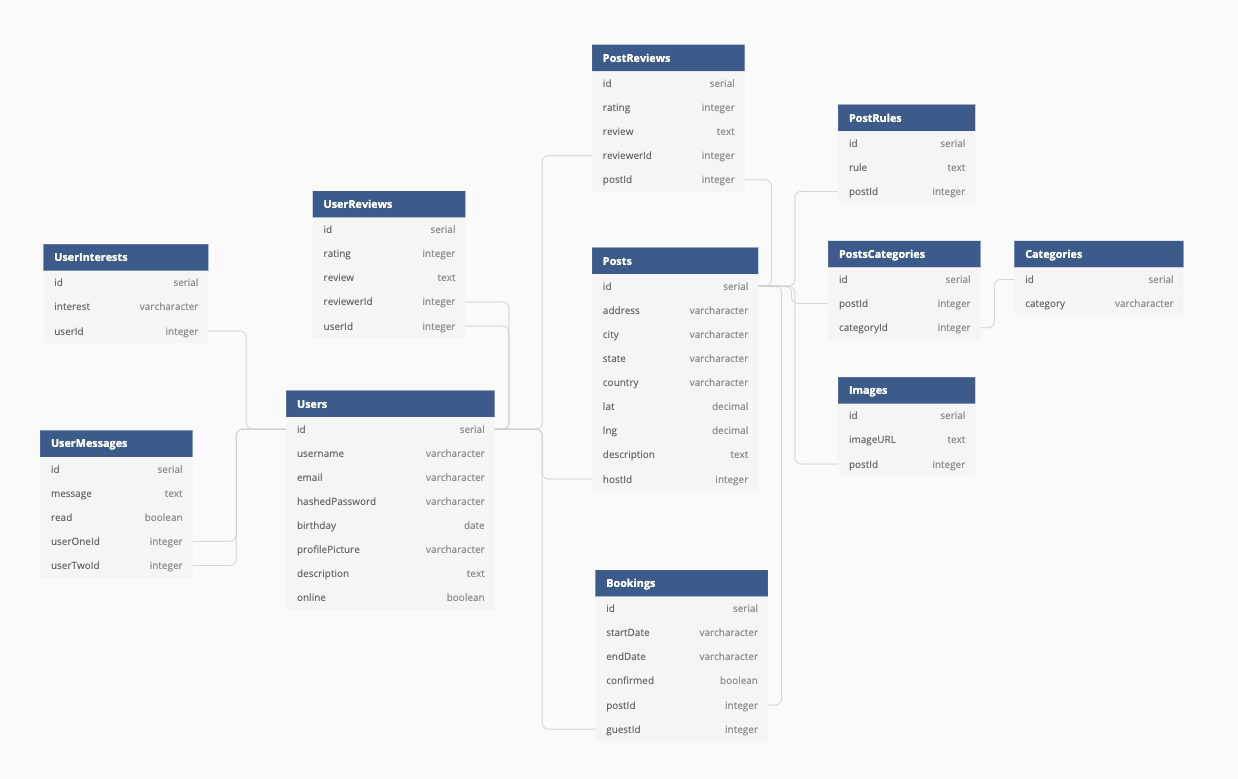 PostReviews
id serial
rating integer
review text
reviewerId integer
postId integer
PostRules
id serial
rule text
postId integer
UserReviews
id serial
rating integer
review text
reviewerId integer
userId integer
UserInterests
id serial
interest varcharacter
userId integer
Posts
id serial
address varcharacter
city varcharacter
state varcharacter
country varcharacter
lat decimal
lng decimal
description text
hostId integer
PostsCategories
id serial
postId integer
categoryId integer
Categories
id serial
category varcharacter
Images
id serial
imageURL text
postId integer
Users
id serial
username varcharacter
email varcharacter
hashedPassword varcharacter
birthday date
profilePicture varcharacter
description text
online boolean
UserMessages
id serial
message text
read boolean
userOneId integer
userTwoId integer
Bookings
id serial
startDate varcharacter
endDate varcharacter
confirmed boolean
postId integer
guestId integer